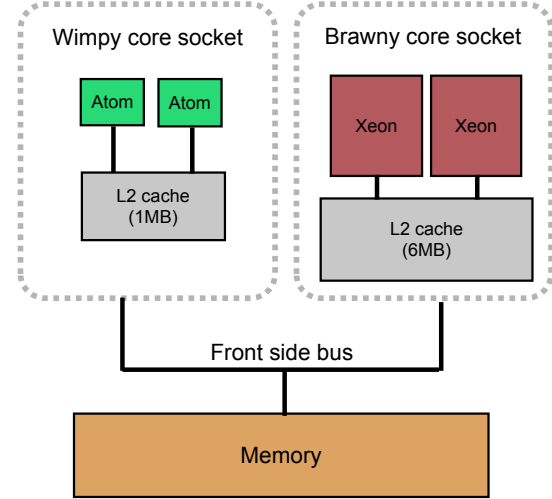 Wimpy core socket
Brawny core socket
Atom
Atom
Xeon
Xeon
L2 cache
(1MB)
L2 cache
(6MB)
Front side bus
Memory